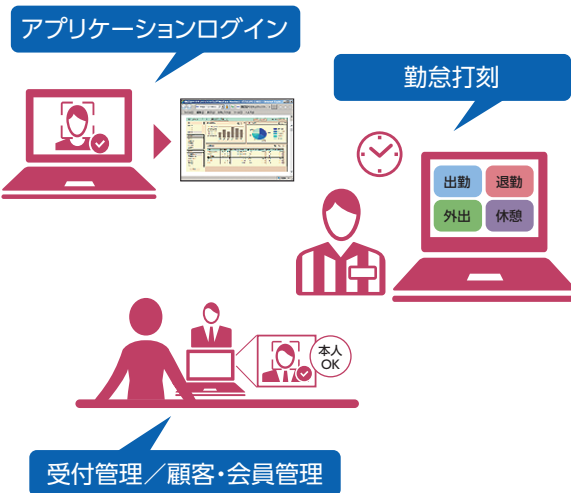 アプリケーションログイン
勤怠打刻
出勤
退勤
外出
休憩
本人
OK
受付管理／顧客・会員管理